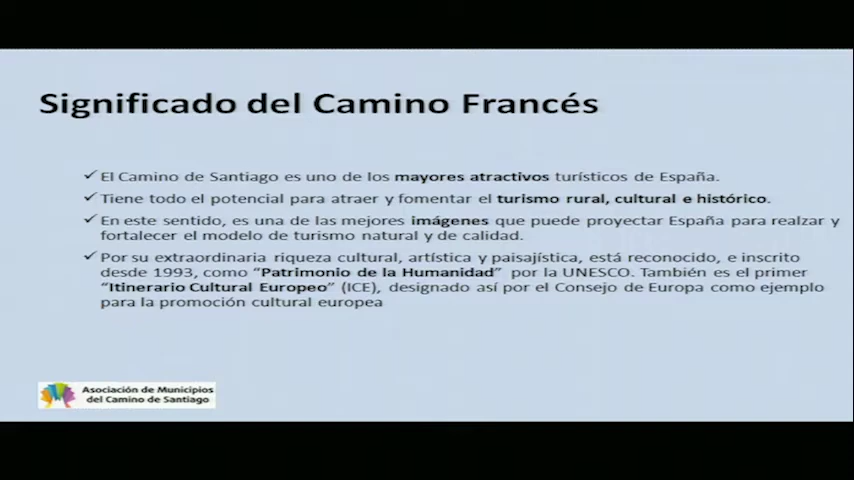 Significado del Camino Francés
✓El Camino de Santiago es uno de los mayores atractivos turísticos de España.
✓Tiene todo el potencial para atraer y fomentar el turismo rural, cultural e histórico.
✓En este sentido, es una de las mejores imágenes que puede proyectar España para realzar y
fortalecer el modelo de turismo natural y de calidad.
✓Por su extraordinaria riqueza cultural, artística y paisajística, está reconocido, e inscrito
desde 1993, como “Patrimonio de la Humanidad” por la UNESCO. También es el primer
“Itinerario Cultural Europeo” (ICE), designado así por el Consejo de Europa como ejemplo
para la promoción cultural europea
Asociación de Municipios
del Camino de Santiago